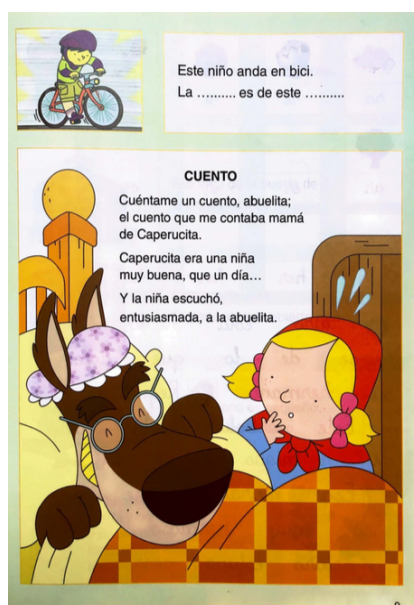 Este niño anda en bici.
La .......... es de este ..........
CUENTO
Cuéntame un cuento, abuelita;
el cuento que me contaba mamá
de Caperucita.
Caperucita era una niña
muy buena, que un día...
Y la niña escuchó,
entusiasmada, a la abuelita.